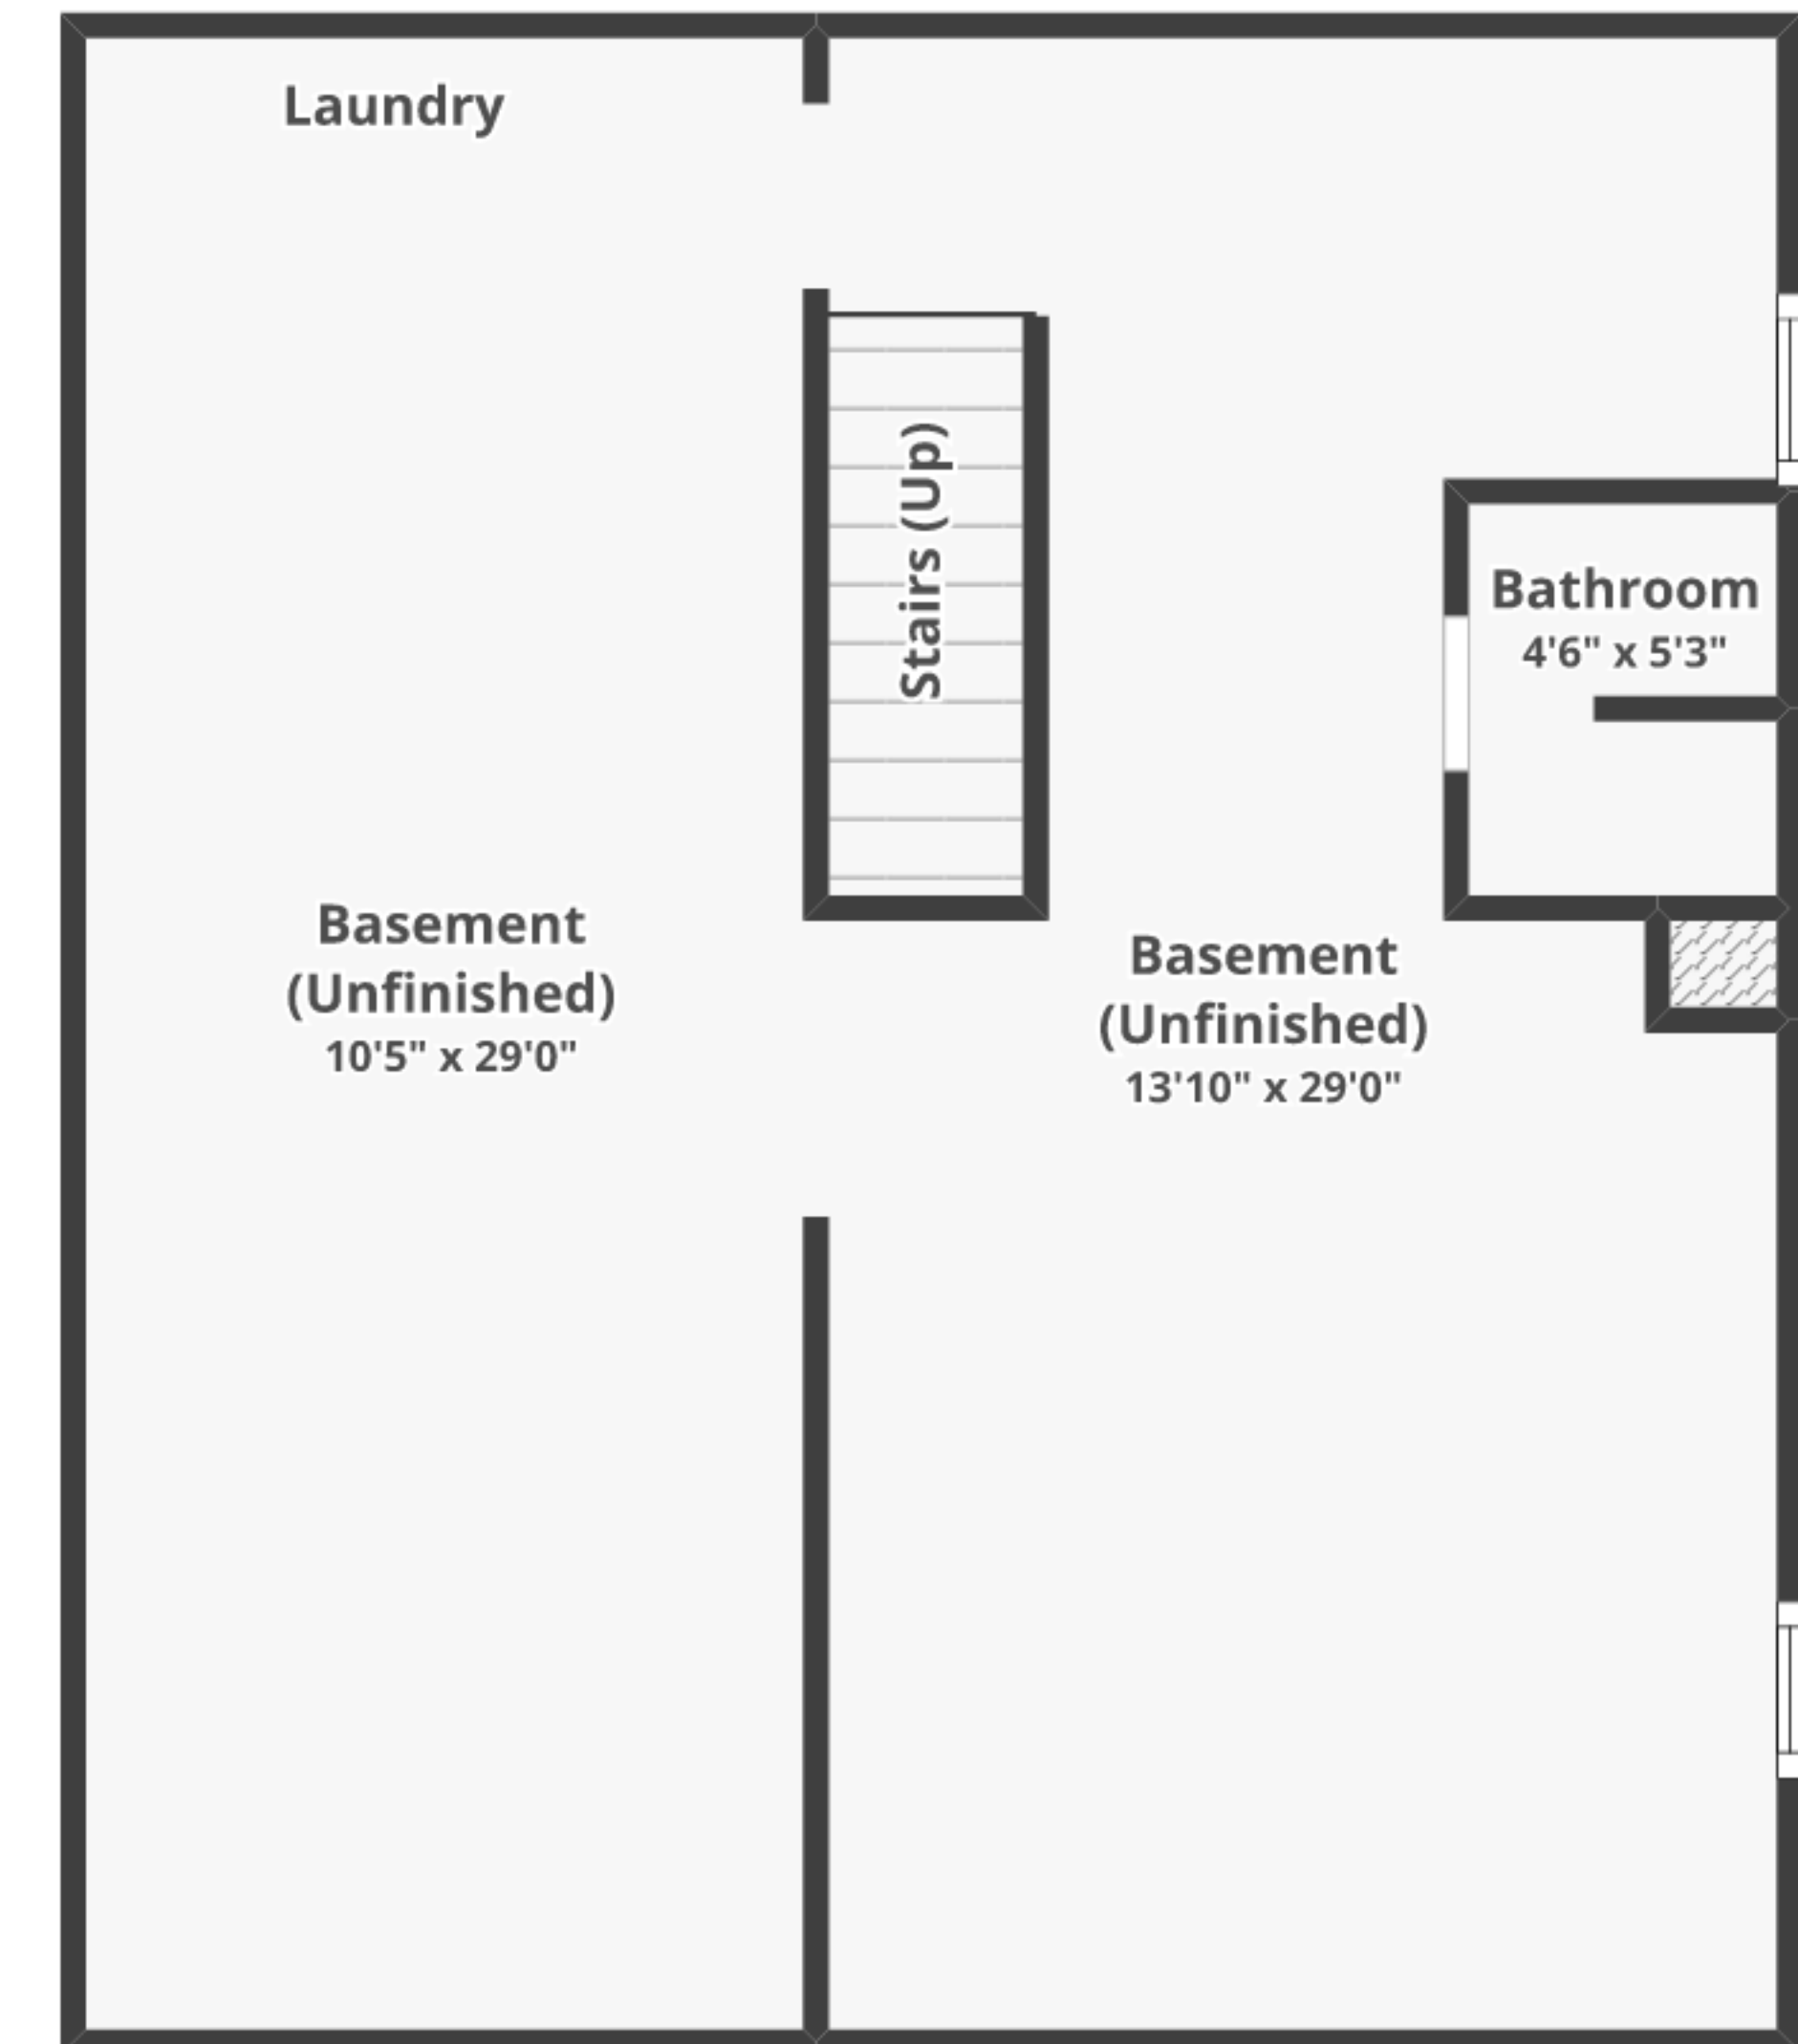 Laundry
Stairs (Up)
Bathroom
4'6" x 5'3"
Basement
(Unfinished)
10'5" x 29'0"
Basement
(Unfinished)
13'10" x 29'0"